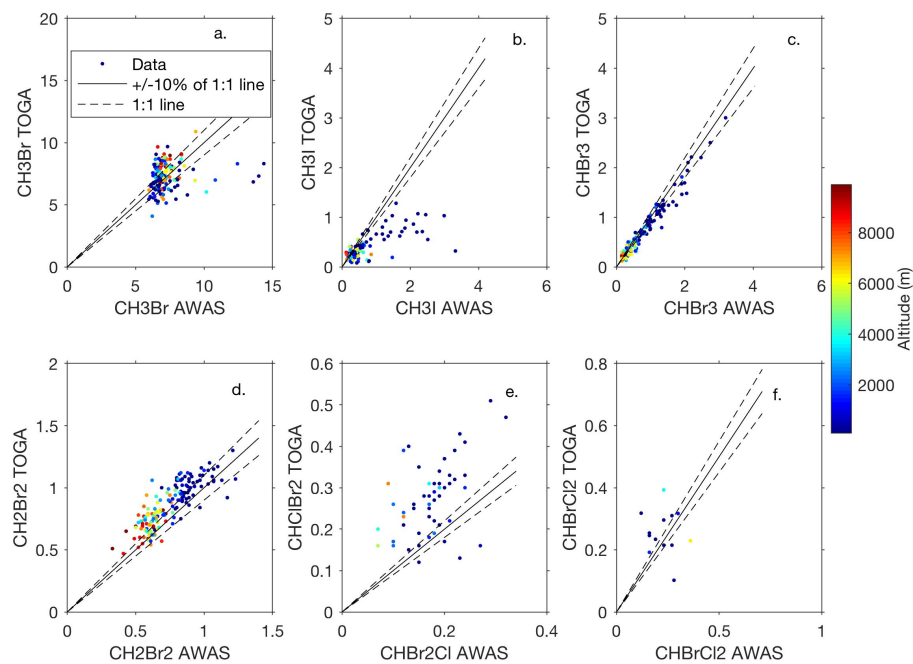 20
15
10
5
0
0
5
10
15
CH3Br TOGA
CH3Br AWAS
a.
Data
+/-10% of 1:1 line
1:1 line
5
4
3
2
1
0
0
2
4
6
CH3I TOGA
CH3I AWAS
b.
5
4
3
2
1
0
0
2
4
6
CHBr3 TOGA
CHBr3 AWAS
c.
2
1.5
1
0.5
0
0
0.5
1
1.5
CH2Br2 TOGA
CH2Br2 AWAS
d.
0.6
0.5
0.4
0.3
0.2
0.1
0
0
0.2
0.4
CHClBr2 TOGA
CHBr2Cl AWAS
e.
0.8
0.6
0.4
0.2
0
0
0.5
1
CHBrCl2 TOGA
CHBrCl2 AWAS
f.
8000
6000
4000
2000
Altitude (m)